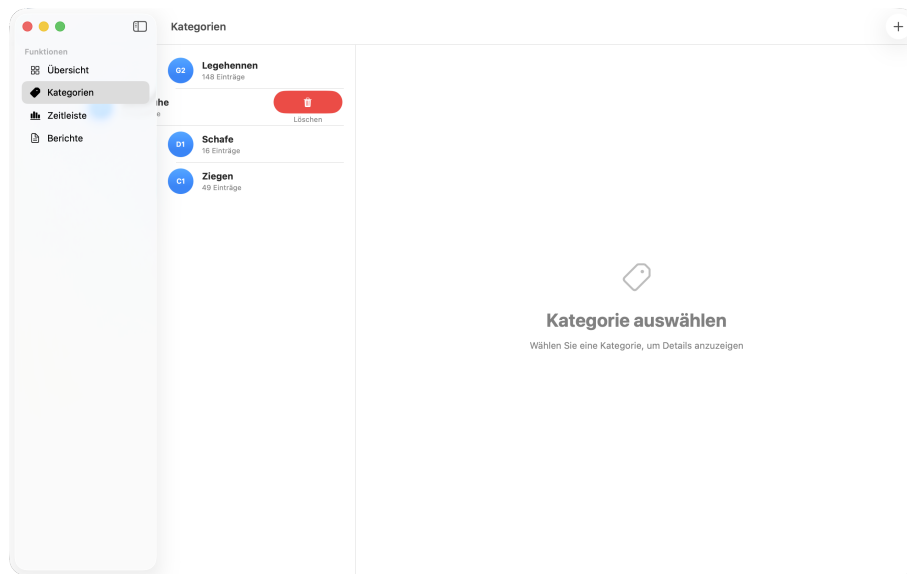 Kategorien
Funktionen
Übersicht
Kategorien
Zeitleiste
Berichte
G2
Legehennen
148 Einträge
Löschen
D1
Schafe
16 Einträge
C1
Ziegen
49 Einträge
Kategorie auswählen
Wählen Sie eine Kategorie, um Details anzuzeigen